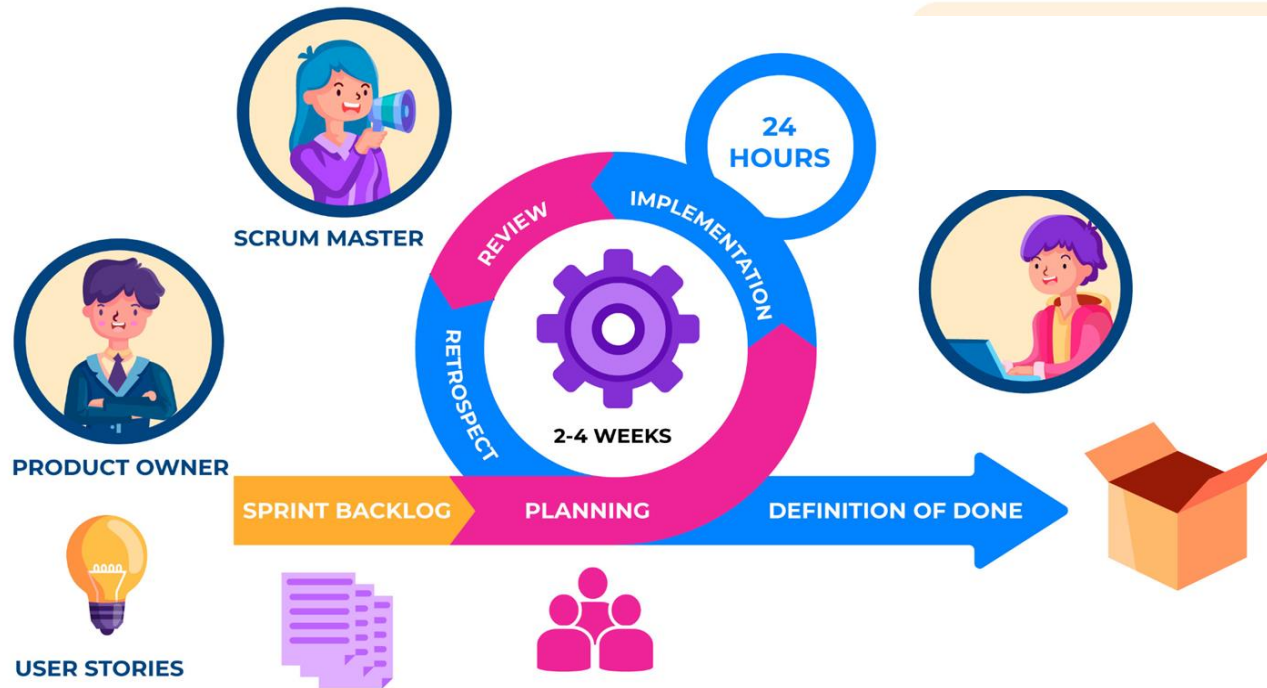 24
HOURS
SCRUM MASTER
REVIEW
IMPLEMENTATION
RETROSPECT
2-4 WEEKS
PRODUCT OWNER
SPRINT BACKLOG
PLANNING
DEFINITION OF DONE
USER STORIES